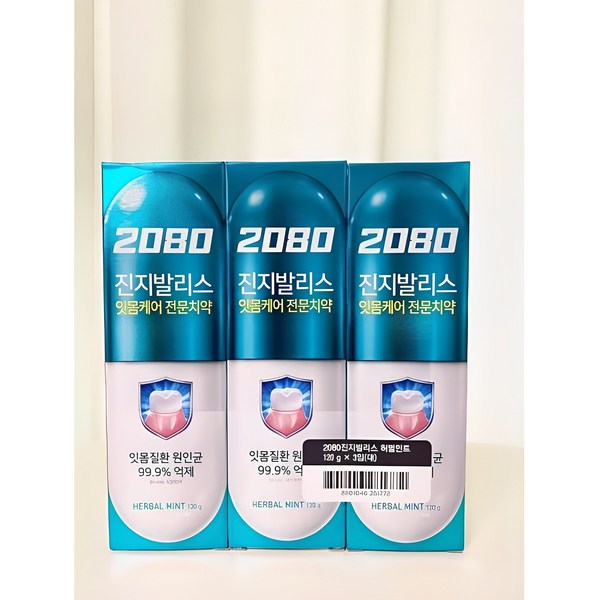 2080
진지발리스
잇몸케어 전문치약
잇몸질환 원인균
99.9% 억제
HERBAL MINT 120g
2080
진지발리스
잇몸케어 전문치약
잇몸질환 원
99.9% 억
HERBAL MINT 120g
2080
진지발리스
잇몸케어 전문치약
균
HERBAL MINT 120g
2080진지발리스 허벌민트
120 g × 3입(대)